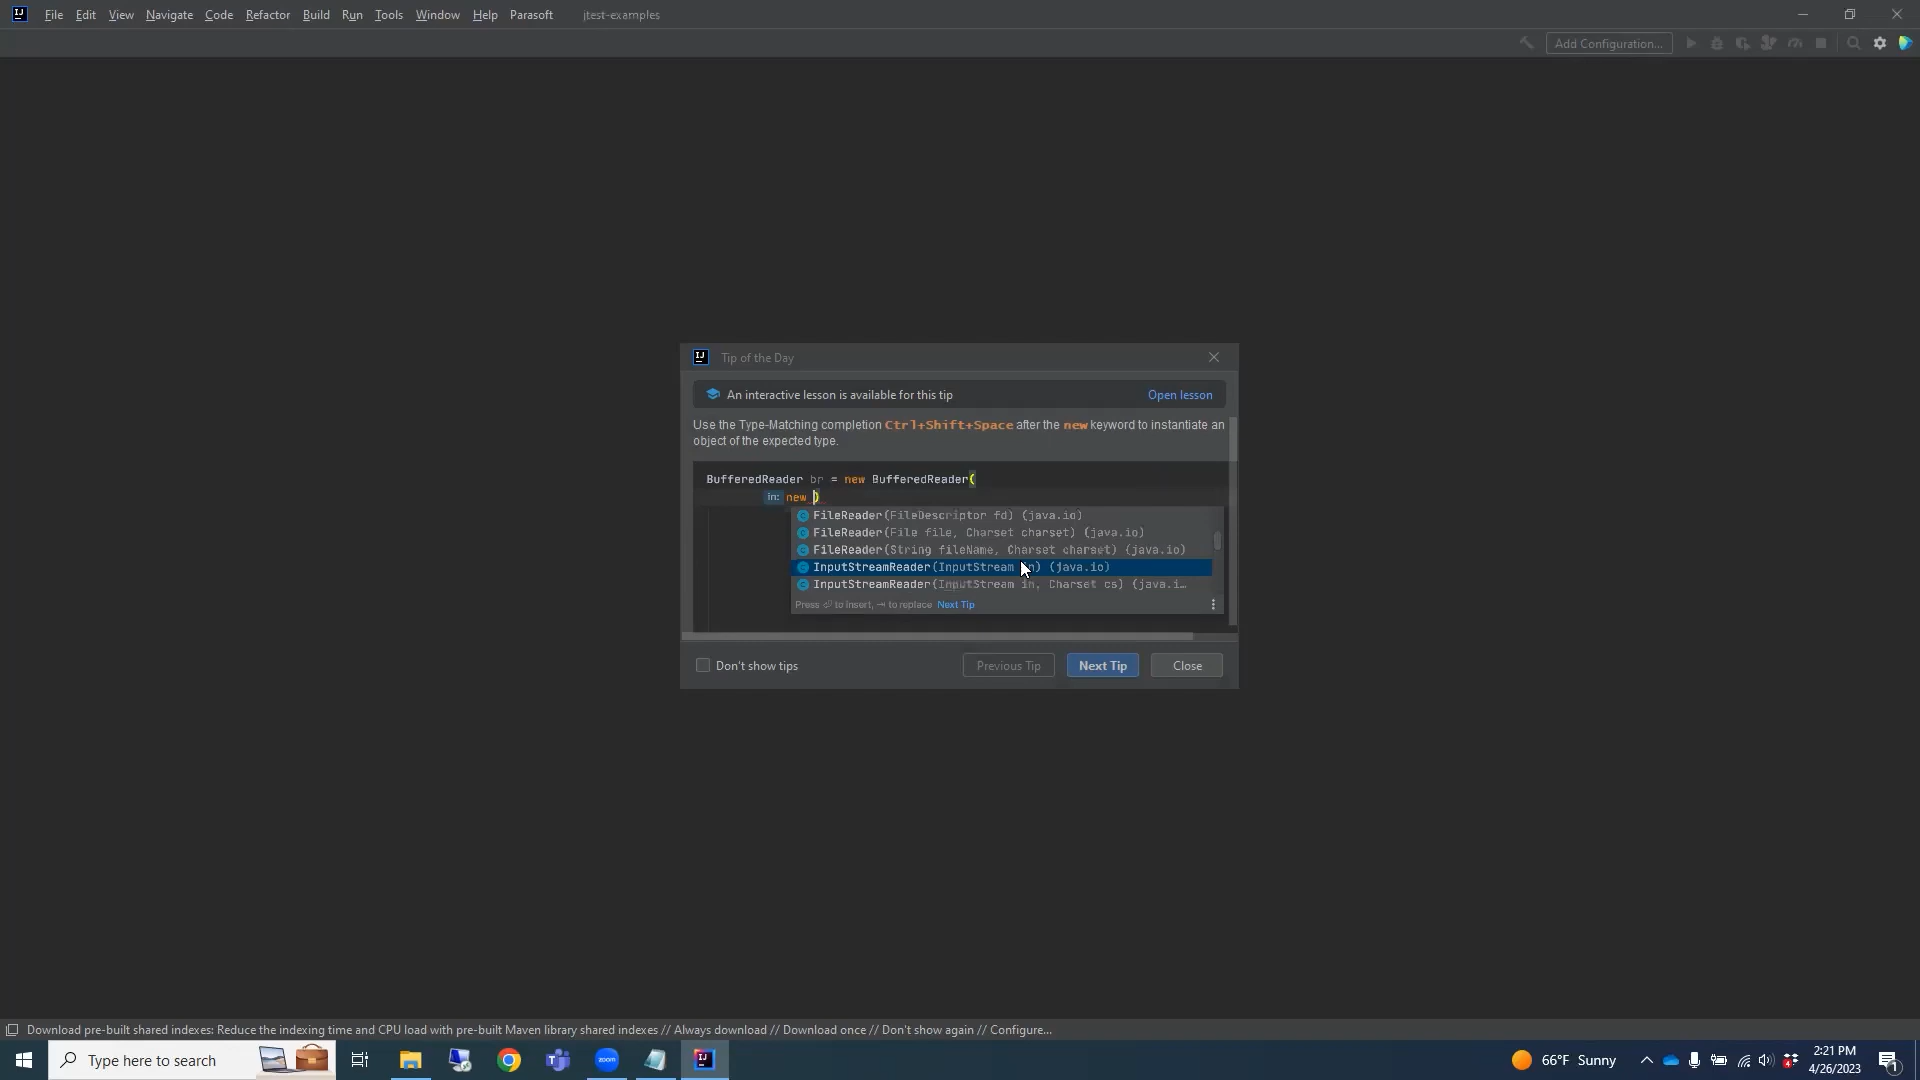 File Edit View Navigate Code Refactor Build Run Tools Window Help Parasoft jtest-examples
Add Configuration...
Tip of the Day
An interactive lesson is available for this tip Open lesson
Use the Type-Matching completion Ctrl+Shift+Space after the new keyword to instantiate an
object of the expected type.
BufferedReader br = new BufferedReader(
in: new )
FileReader(FileDescriptor fd) (java.io)
FileReader(File file, Charset charset) (java.io)
FileReader(String fileName, Charset charset) (java.io)
InputStreamReader(InputStream in) (java.io)
InputStreamReader(InputStream in, Charset cs) (java.i...
Press ⏎ to insert, ⇥ to replace Next Tip
Don't show tips Previous Tip Next Tip Close
Download pre-built shared indexes: Reduce the indexing time and CPU load with pre-built Maven library shared indexes // Always download // Download once // Don't show again // Configure...
Type here to search zoom 66°F Sunny 2:21 PM
4/26/2023 1